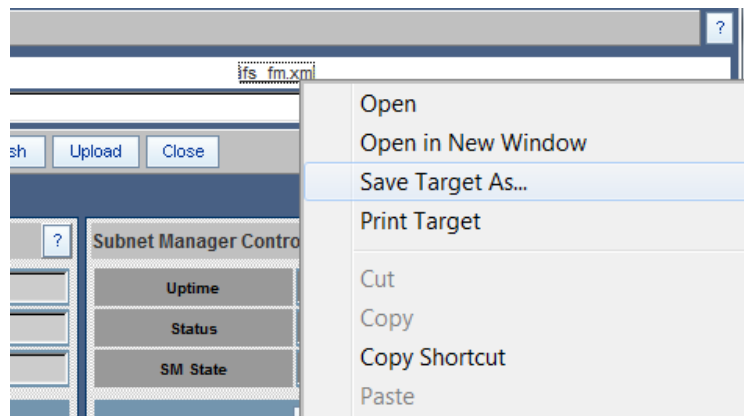 ?
ifs_fm.xml
Open
Open in New Window
sh
Upload
Close
Save Target As...
Print Target
?
Subnet Manager Contro
Uptime
Cut
Status
Copy
SM State
Copy Shortcut
Paste